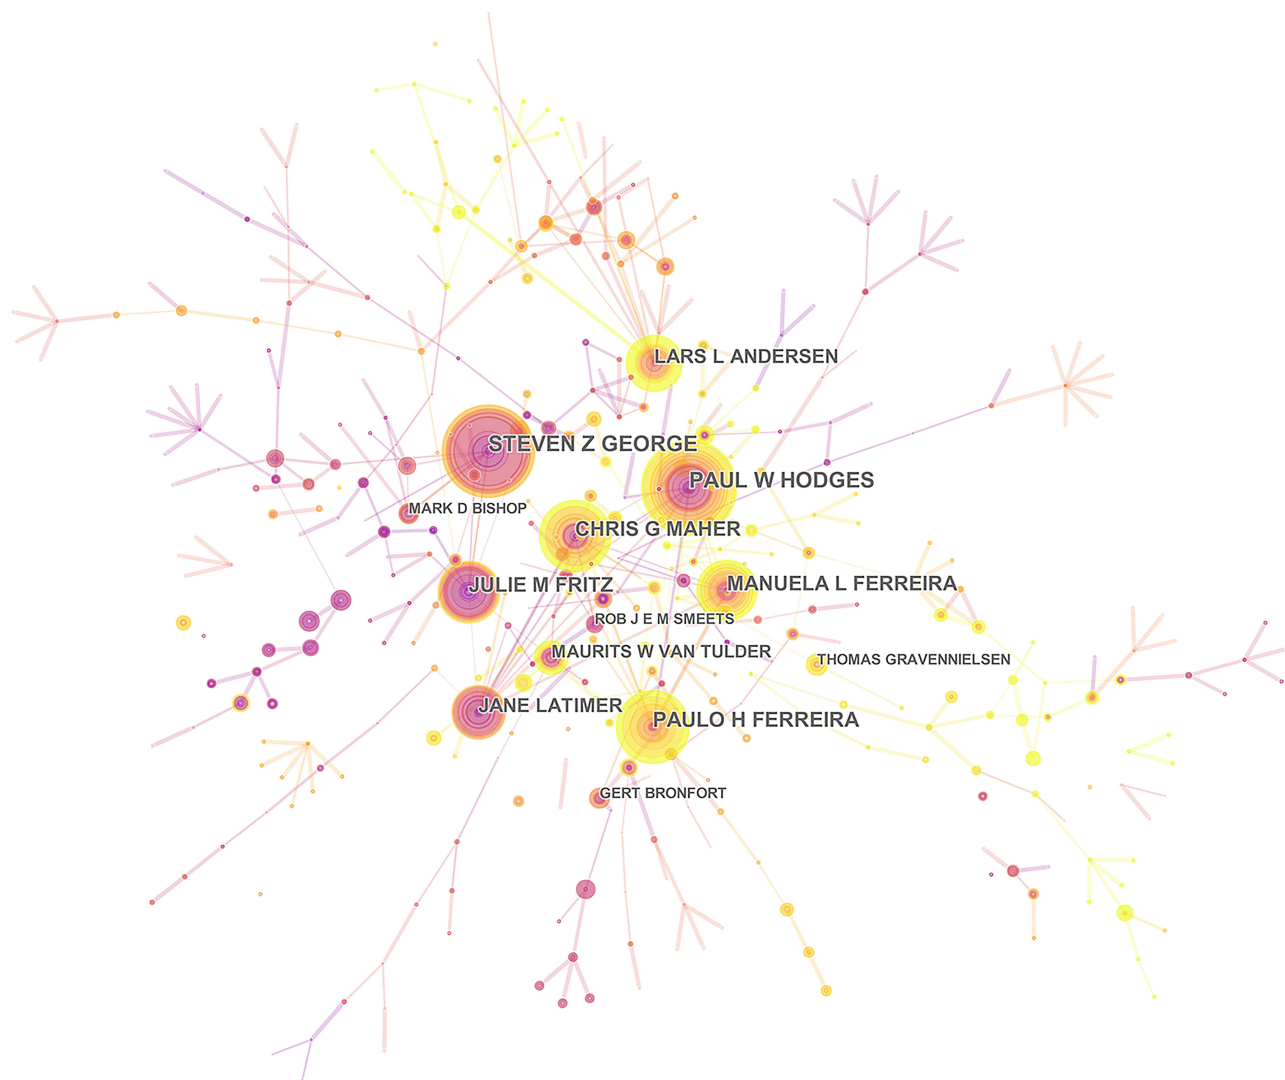 LARS L ANDERSEN
STEVEN Z GEORGE
PAUL W HODGES
MARK D BISHOP
CHRIS G MAHER
JULIE M FRITZ
MANUELA L FERREIRA
ROB J E M SMEETS
MAURITS W VAN TULDER
THOMAS GRAVENNIELSEN
JANE LATIMER
PAULO H FERREIRA
GERT BRONFORT